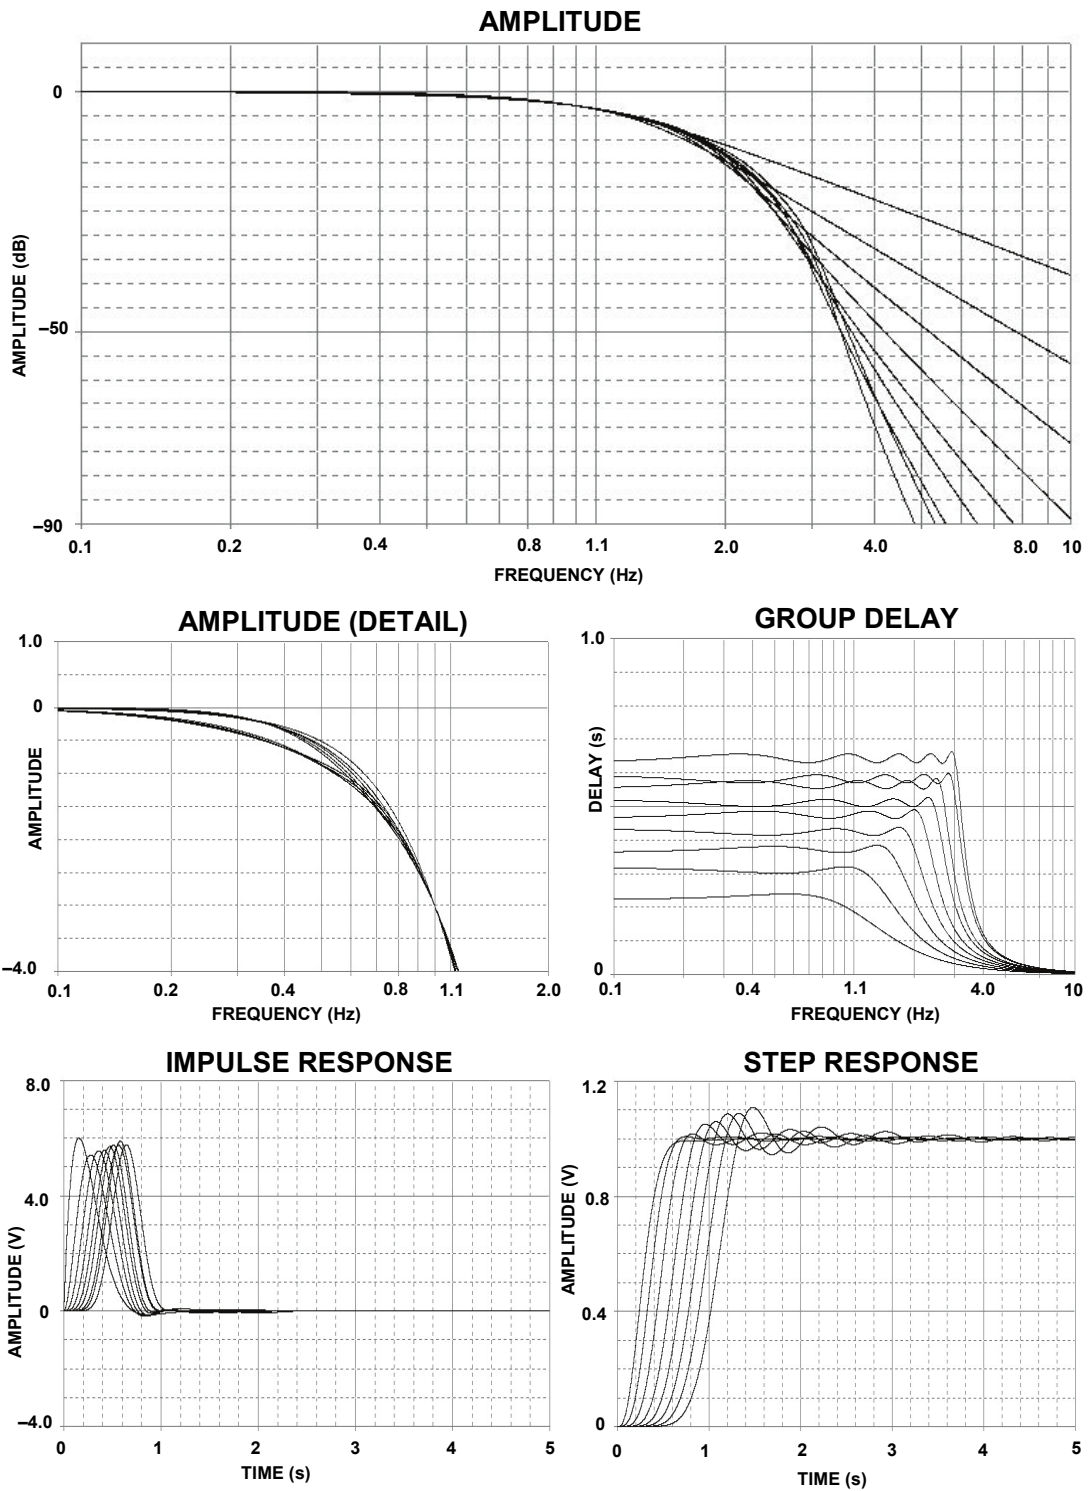 AMPLITUDE
0
–50
–90
AMPLITUDE (dB)
0.1 0.2 0.4 0.8 1.1 2.0 4.0 8.0 10
FREQUENCY (Hz)
AMPLITUDE (DETAIL)
1.0
0
–4.0
AMPLITUDE
0.1 0.2 0.4 0.8 1.1 2.0
FREQUENCY (Hz)
GROUP DELAY
1.0
0
DELAY (s)
0.1 0.4 1.1 4.0 10
FREQUENCY (Hz)
IMPULSE RESPONSE
8.0
4.0
0
–4.0
AMPLITUDE (V)
0 1 2 3 4 5
TIME (s)
STEP RESPONSE
1.2
0.8
0.4
0
AMPLITUDE (V)
0 1 2 3 4 5
TIME (s)